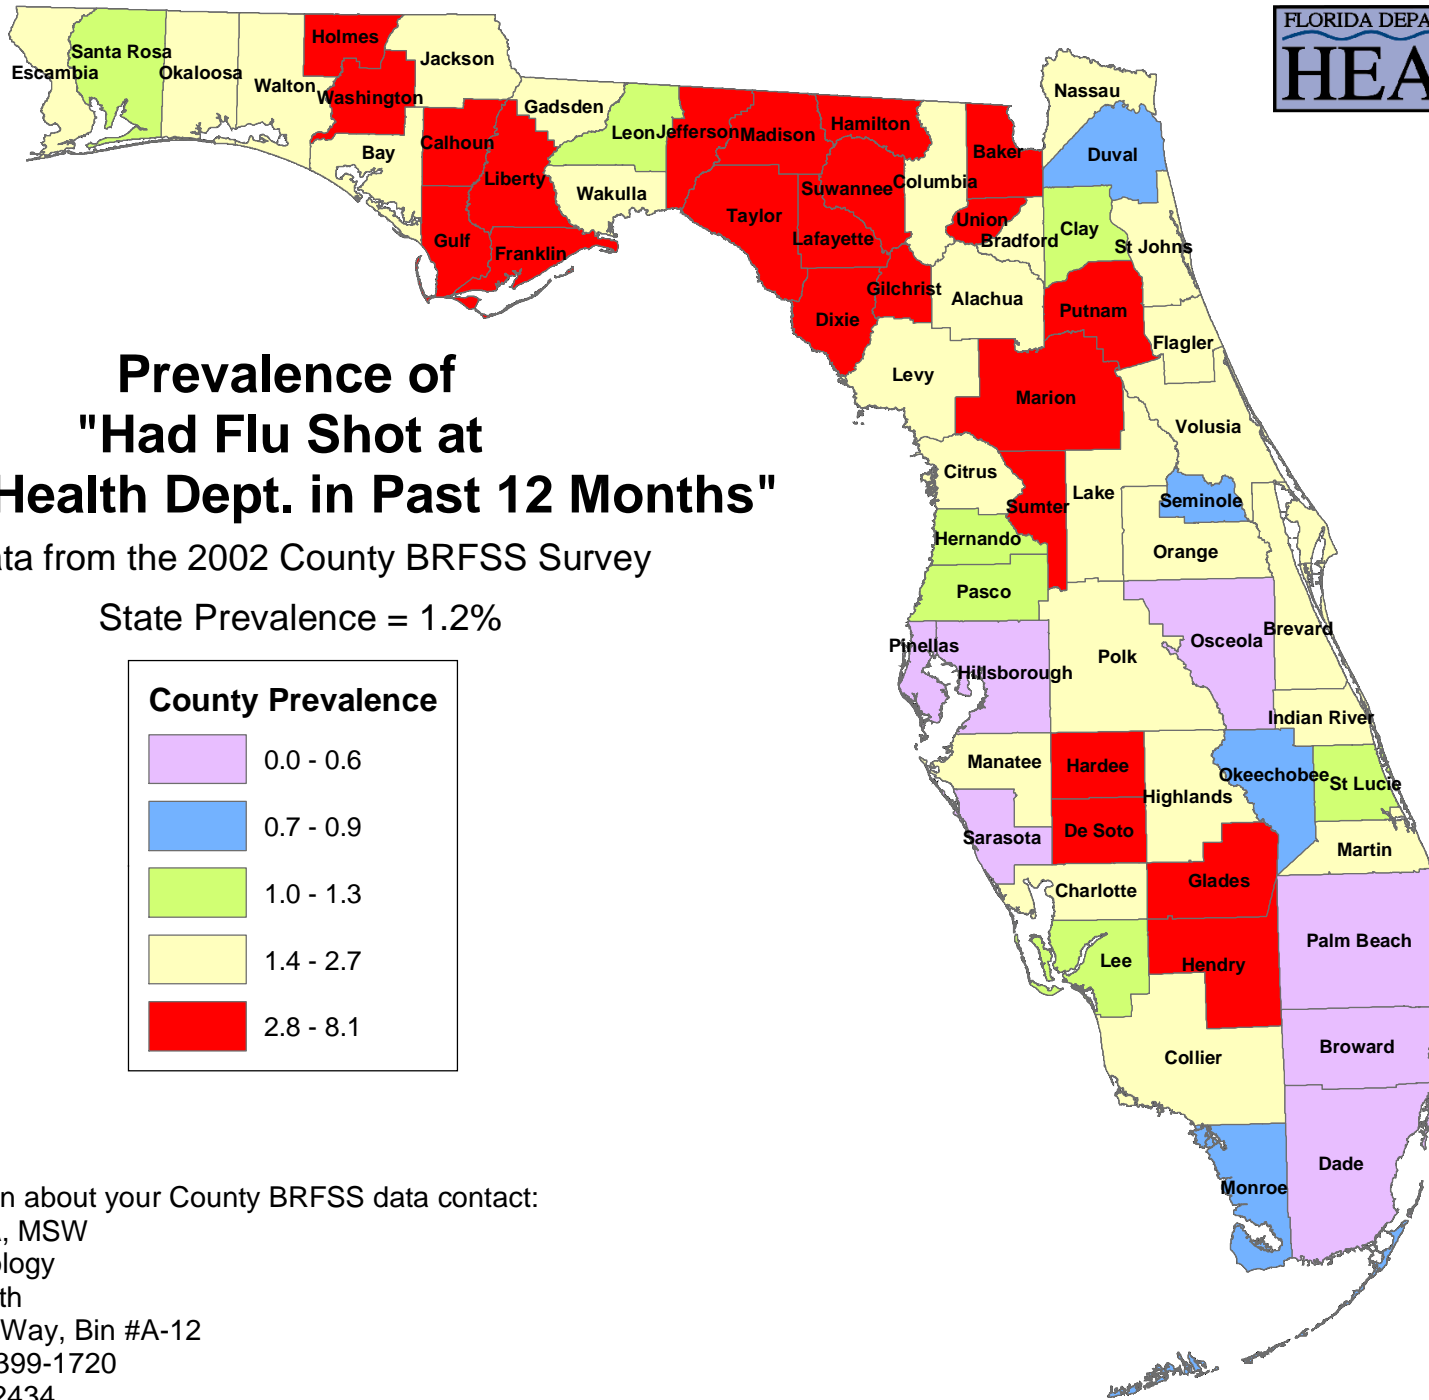 FLORIDA DEPA
HEA
Holmes
Jackson
Santa Rosa
Escambia
Okaloosa
Walton
Washington
Nassau
Gadsden
Leon
Jefferson
Madison
Hamilton
Baker
Duval
Calhoun
Bay
Liberty
Wakulla
Suwannee
Columbia
Taylor
Union
Bradford
Clay
St Johns
Lafayette
Gulf
Franklin
Gilchrist
Alachua
Putnam
Dixie
Flagler
Levy
Marion
Volusia
Citrus
Lake
Seminole
Sumter
Hernando
Orange
Pasco
Pinellas
Hillsborough
Polk
Osceola
Brevard
Indian River
Manatee
Hardee
Highlands
Okeechobee
St Lucie
Sarasota
De Soto
Martin
Charlotte
Glades
Lee
Hendry
Palm Beach
Collier
Broward
Dade
Monroe
Prevalence of
"Had Flu Shot at
Health Dept. in Past 12 Months"
ata from the 2002 County BRFSS Survey
State Prevalence = 1.2%
County Prevalence
0.0 - 0.6
0.7 - 0.9
1.0 - 1.3
1.4 - 2.7
2.8 - 8.1
n about your County BRFSS data contact:
, MSW
ology
th
Way, Bin #A-12
399-1720
2434